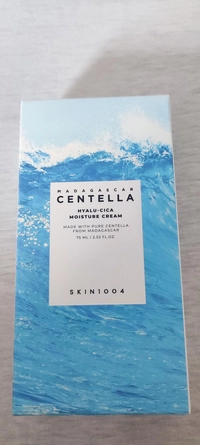 MADAGASCAR
CENTELLA
HYALU-CICA
MOISTURE CREAM
MADE WITH PURE CENTELLA
FROM MADAGASCAR
75 ML / 2.53 FL.OZ
SKIN1004